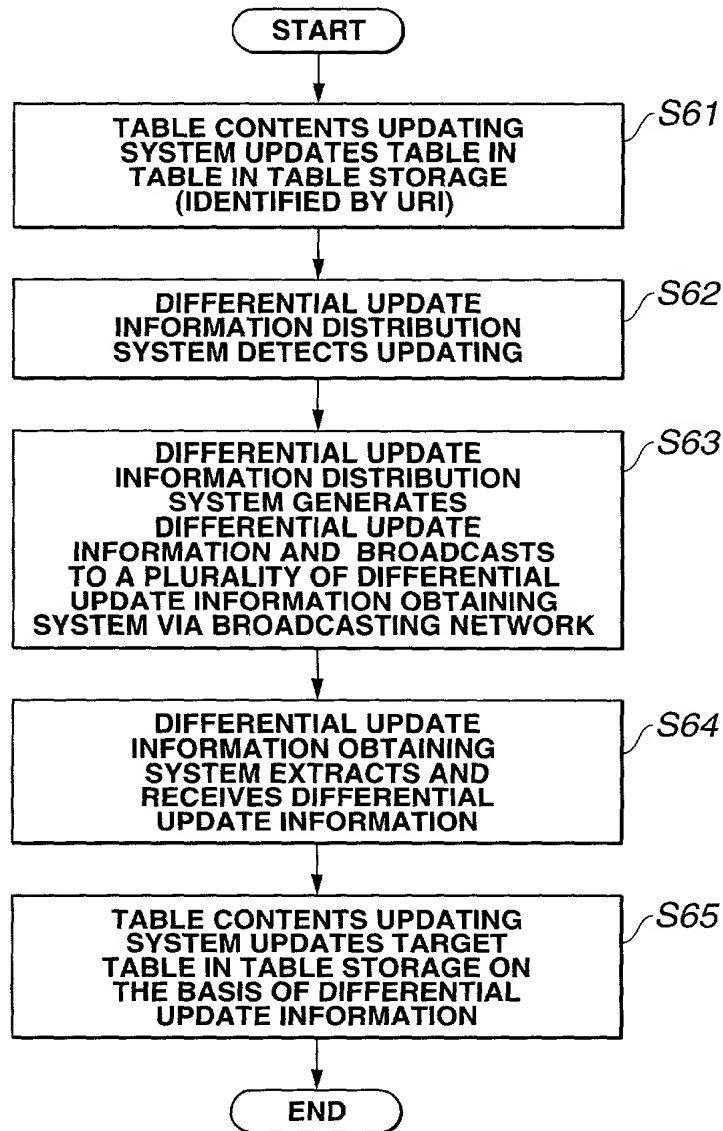 START
TABLE CONTENTS UPDATING
SYSTEM UPDATES TABLE IN
TABLE IN TABLE STORAGE
(IDENTIFIED BY URI)
S61
DIFFERENTIAL UPDATE
INFORMATION DISTRIBUTION
SYSTEM DETECTS UPDATING
S62
DIFFERENTIAL UPDATE
INFORMATION DISTRIBUTION
SYSTEM GENERATES
DIFFERENTIAL UPDATE
INFORMATION AND BROADCASTS
TO A PLURALITY OF DIFFERENTIAL
UPDATE INFORMATION OBTAINING
SYSTEM VIA BROADCASTING NETWORK
S63
DIFFERENTIAL UPDATE
INFORMATION OBTAINING
SYSTEM EXTRACTS AND
RECEIVES DIFFERENTIAL
UPDATE INFORMATION
S64
TABLE CONTENTS UPDATING
SYSTEM UPDATES TARGET
TABLE IN TABLE STORAGE ON
THE BASIS OF DIFFERENTIAL
UPDATE INFORMATION
S65
END